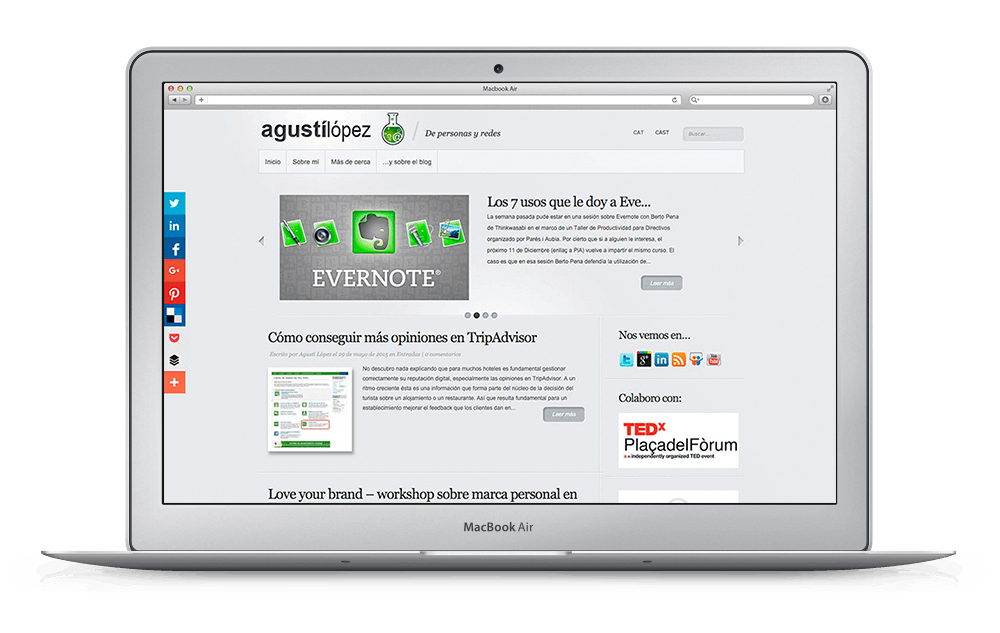 Macbook Air
agustílópez
De personas y redes
CAT CAST
Buscar...
Inicio Sobre mí Más de cerca ...y sobre el blog
Los 7 usos que le doy a Eve...
La semana pasada pude estar en una sesión sobre Evernote con Berto Pena
de Thinkwasabi en el marco de un Taller de Productividad para Directivos
organizado por Parés i Aubia. Por cierto que si a alguien le interesa, el
próximo 11 de Diciembre (enllaç a PIA) vuelve a impartir el mismo curso. El
caso es que en esa sesión Berto Pena defendía la utilización de...
Leer más
EVERNOTE®
in
f
G+
Cómo conseguir más opiniones en TripAdvisor
Escrito por Agustí López el 29 de mayo de 2015 en Entradas | 0 comentarios
No descubro nada explicando que para muchos hoteles es fundamental gestionar
correctamente su reputación digital, especialmente las opiniones en TripAdvisor. A un
ritmo creciente ésta es una información que forma parte del núcleo de la decisión del
turista sobre un alojamiento o un restaurante. Así que resulta fundamental para un
establecimiento mejorar el feedback que los clientes dan en...
Leer más
Nos vemos en...
Colaboro con:
TEDx
PlaçadelFòrum
x = independently organized TED event
Love your brand – workshop sobre marca personal en
MacBook Air